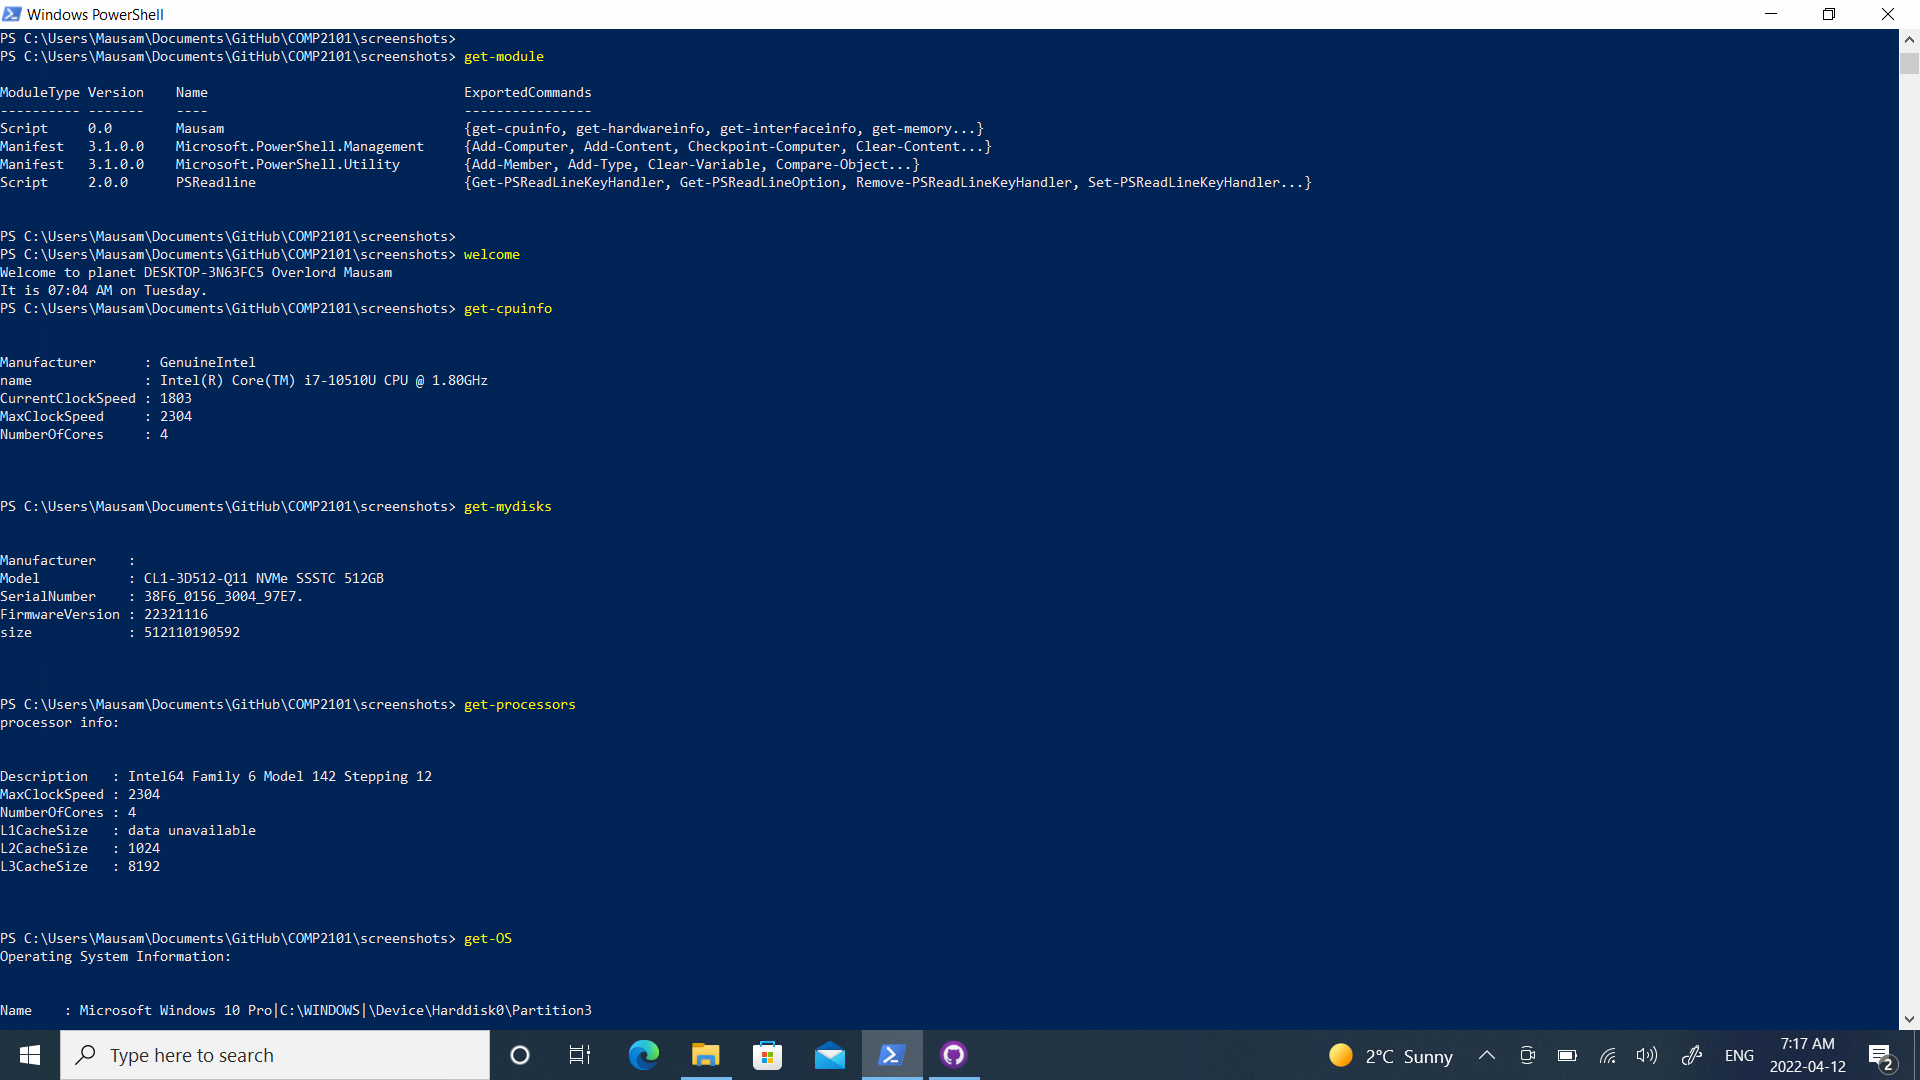 Windows PowerShell
PS C:\Users\Mausam\Documents\GitHub\COMP2101\screenshots>
PS C:\Users\Mausam\Documents\GitHub\COMP2101\screenshots> get-module
ModuleType Version    Name                                ExportedCommands
---------- -------    ----                                ----------------
Script     0.0        Mausam                              {get-cpuinfo, get-hardwareinfo, get-interfaceinfo, get-memory...}
Manifest   3.1.0.0    Microsoft.PowerShell.Management     {Add-Computer, Add-Content, Checkpoint-Computer, Clear-Content...}
Manifest   3.1.0.0    Microsoft.PowerShell.Utility        {Add-Member, Add-Type, Clear-Variable, Compare-Object...}
Script     2.0.0      PSReadline                          {Get-PSReadLineKeyHandler, Get-PSReadLineOption, Remove-PSReadLineKeyHandler, Set-PSReadLineKeyHandler...}
PS C:\Users\Mausam\Documents\GitHub\COMP2101\screenshots>
PS C:\Users\Mausam\Documents\GitHub\COMP2101\screenshots> welcome
Welcome to planet DESKTOP-3N63FC5 Overlord Mausam
It is 07:04 AM on Tuesday.
PS C:\Users\Mausam\Documents\GitHub\COMP2101\screenshots> get-cpuinfo
Manufacturer      : GenuineIntel
name              : Intel(R) Core(TM) i7-10510U CPU @ 1.80GHz
CurrentClockSpeed : 1803
MaxClockSpeed     : 2304
NumberOfCores     : 4
PS C:\Users\Mausam\Documents\GitHub\COMP2101\screenshots> get-mydisks
Manufacturer    :
Model           : CL1-3D512-Q11 NVMe SSSTC 512GB
SerialNumber    : 38F6_0156_3004_97E7.
FirmwareVersion : 22321116
size            : 512110190592
PS C:\Users\Mausam\Documents\GitHub\COMP2101\screenshots> get-processors
processor info:
Description   : Intel64 Family 6 Model 142 Stepping 12
MaxClockSpeed : 2304
NumberOfCores : 4
L1CacheSize   : data unavailable
L2CacheSize   : 1024
L3CacheSize   : 8192
PS C:\Users\Mausam\Documents\GitHub\COMP2101\screenshots> get-OS
Operating System Information:
Name    : Microsoft Windows 10 Pro|C:\WINDOWS|\Device\Harddisk0\Partition3
Type here to search
2°C Sunny
ENG
7:17 AM
2022-04-12
2